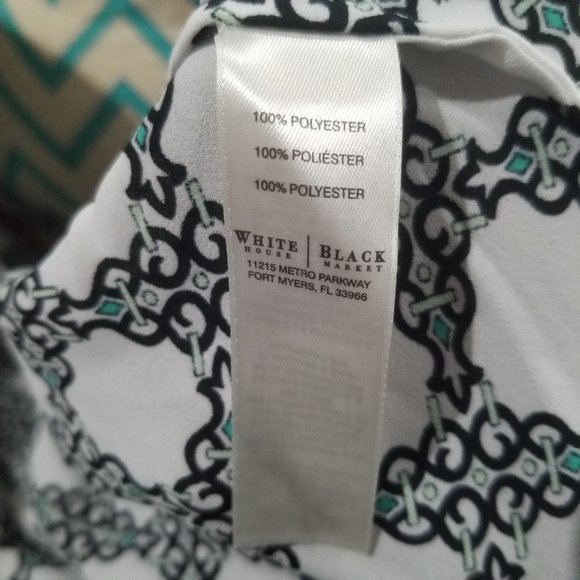 100% POLYESTER
100% POLIÉSTER
100% POLYESTER
WHITE HOUSE | BLACK MARKET
11215 METRO PARKWAY
FORT MYERS, FL 33966